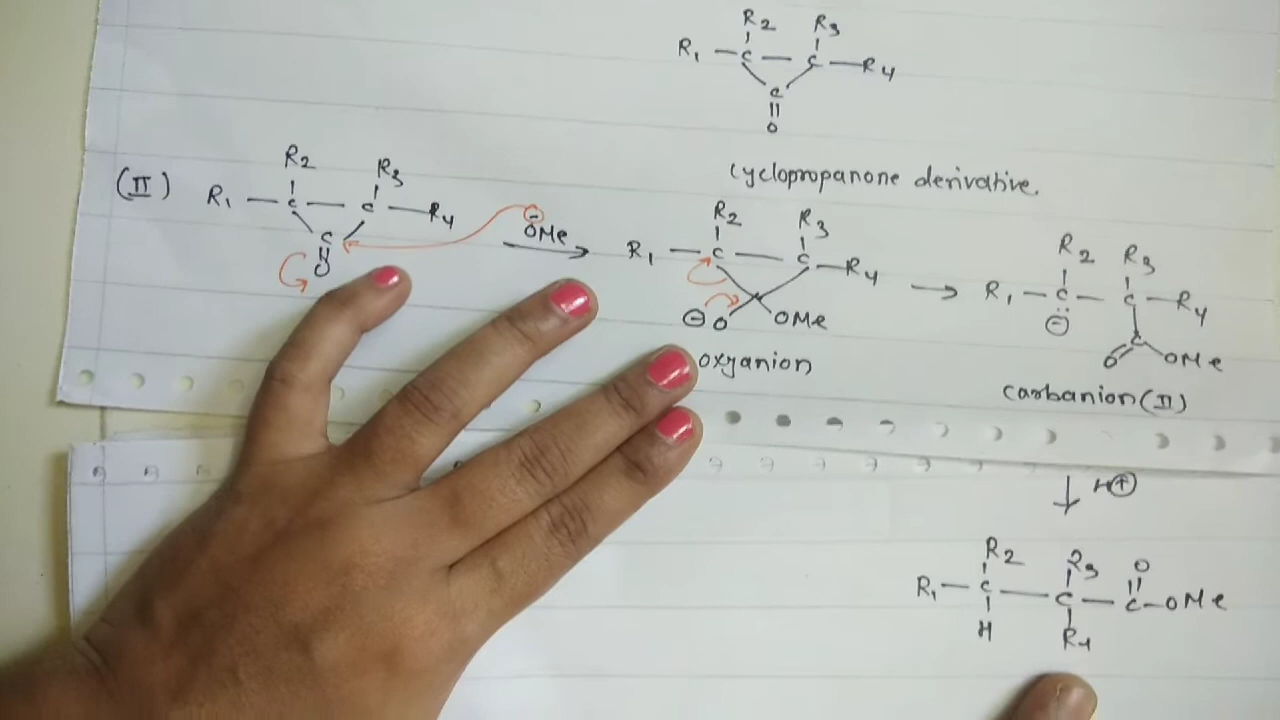 R2 R3
R1 — C — C — R4
C
||
O
Cyclopropanone derivative.
(II)
R2 R3
R1 — C — C — R4
C
||
O
⊖
OMe
R2 R3
R1 — C — C — R4
⊖ O OMe
oxyanion
R2 R3
R1 — C — C — R4
⊖ C
O OMe
Carbanion (II)
H⊕
R2 R3 O
R1 — C — C — C — OMe
H R4